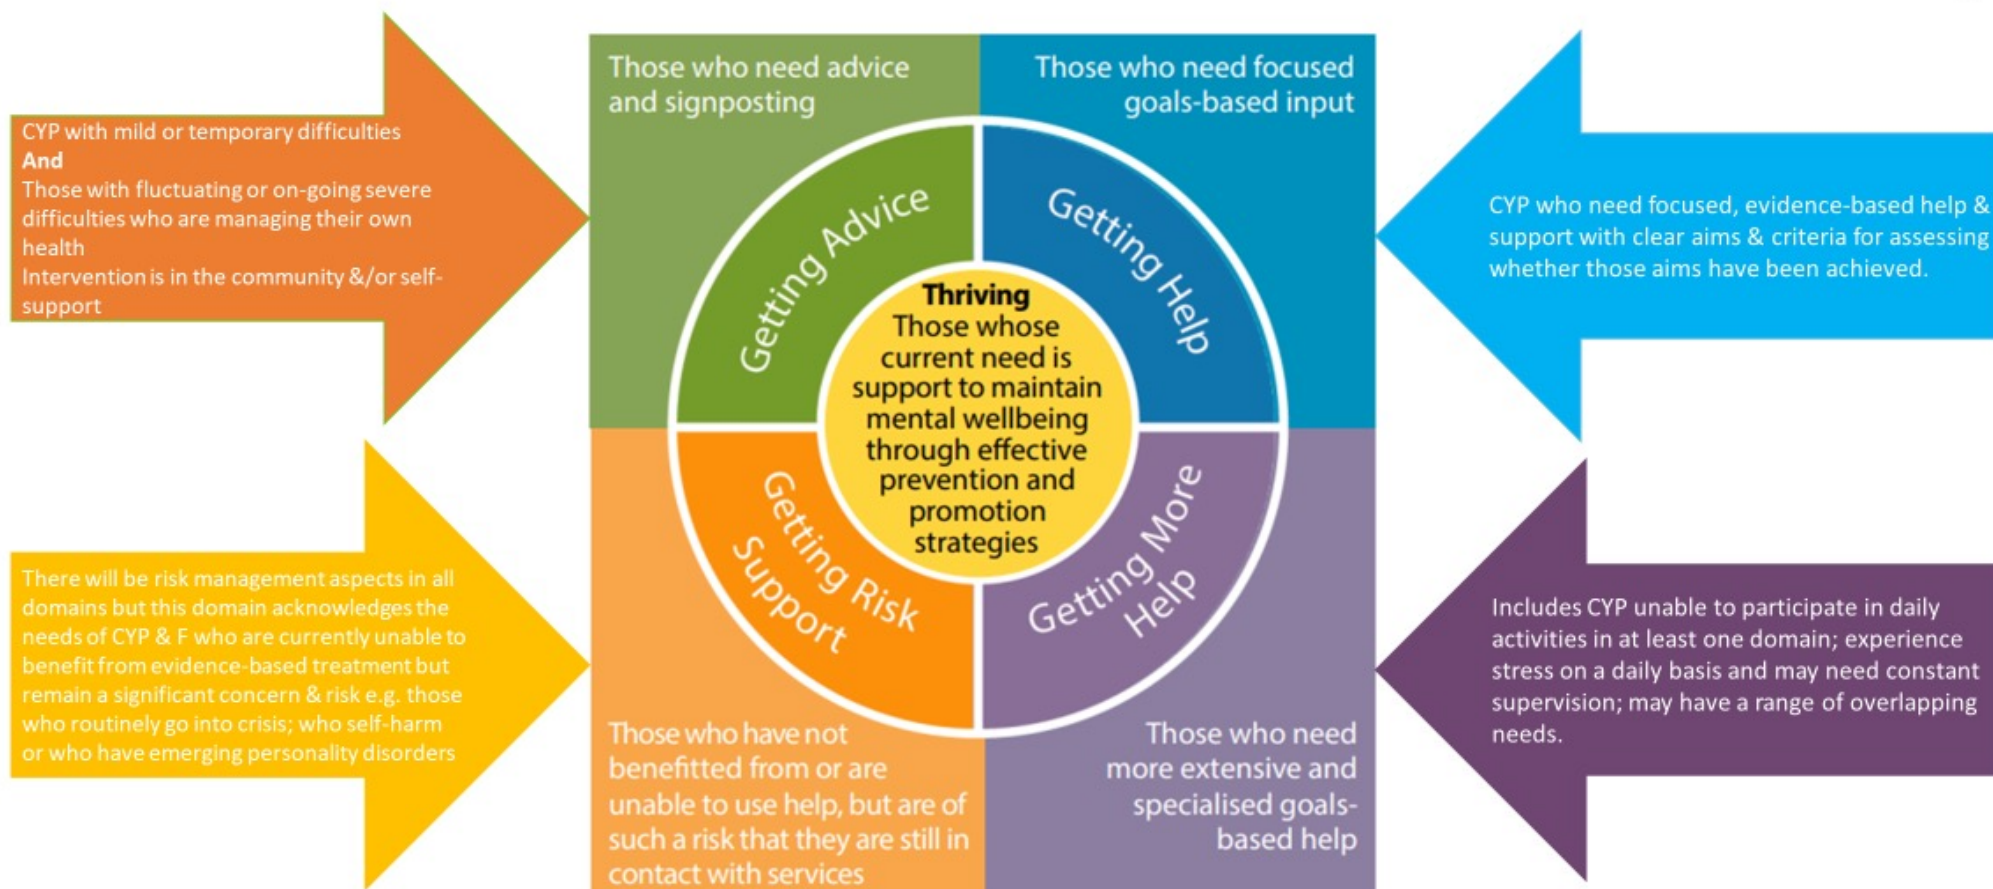 CYP with mild or temporary difficulties
And
Those with fluctuating or on-going severe
difficulties who are managing their own
health
Intervention is in the community &/or self-
support
There will be risk management aspects in all
domains but this domain acknowledges the
needs of CYP & F who are currently unable to
benefit from evidence-based treatment but
remain a significant concern & risk e.g. those
who routinely go into crisis; who self-harm
or who have emerging personality disorders
Those who need advice
and signposting
Those who need focused
goals-based input
Getting Advice
Getting Help
Thriving
Those whose
current need is
support to maintain
mental wellbeing
through effective
prevention and
promotion
strategies
Getting Risk
Support
Getting More
Help
Those who have not
benefitted from or are
unable to use help, but are of
such a risk that they are still in
contact with services
Those who need
more extensive and
specialised goals-
based help
CYP who need focused, evidence-based help &
support with clear aims & criteria for assessing
whether those aims have been achieved.
Includes CYP unable to participate in daily
activities in at least one domain; experience
stress on a daily basis and may need constant
supervision; may have a range of overlapping
needs.